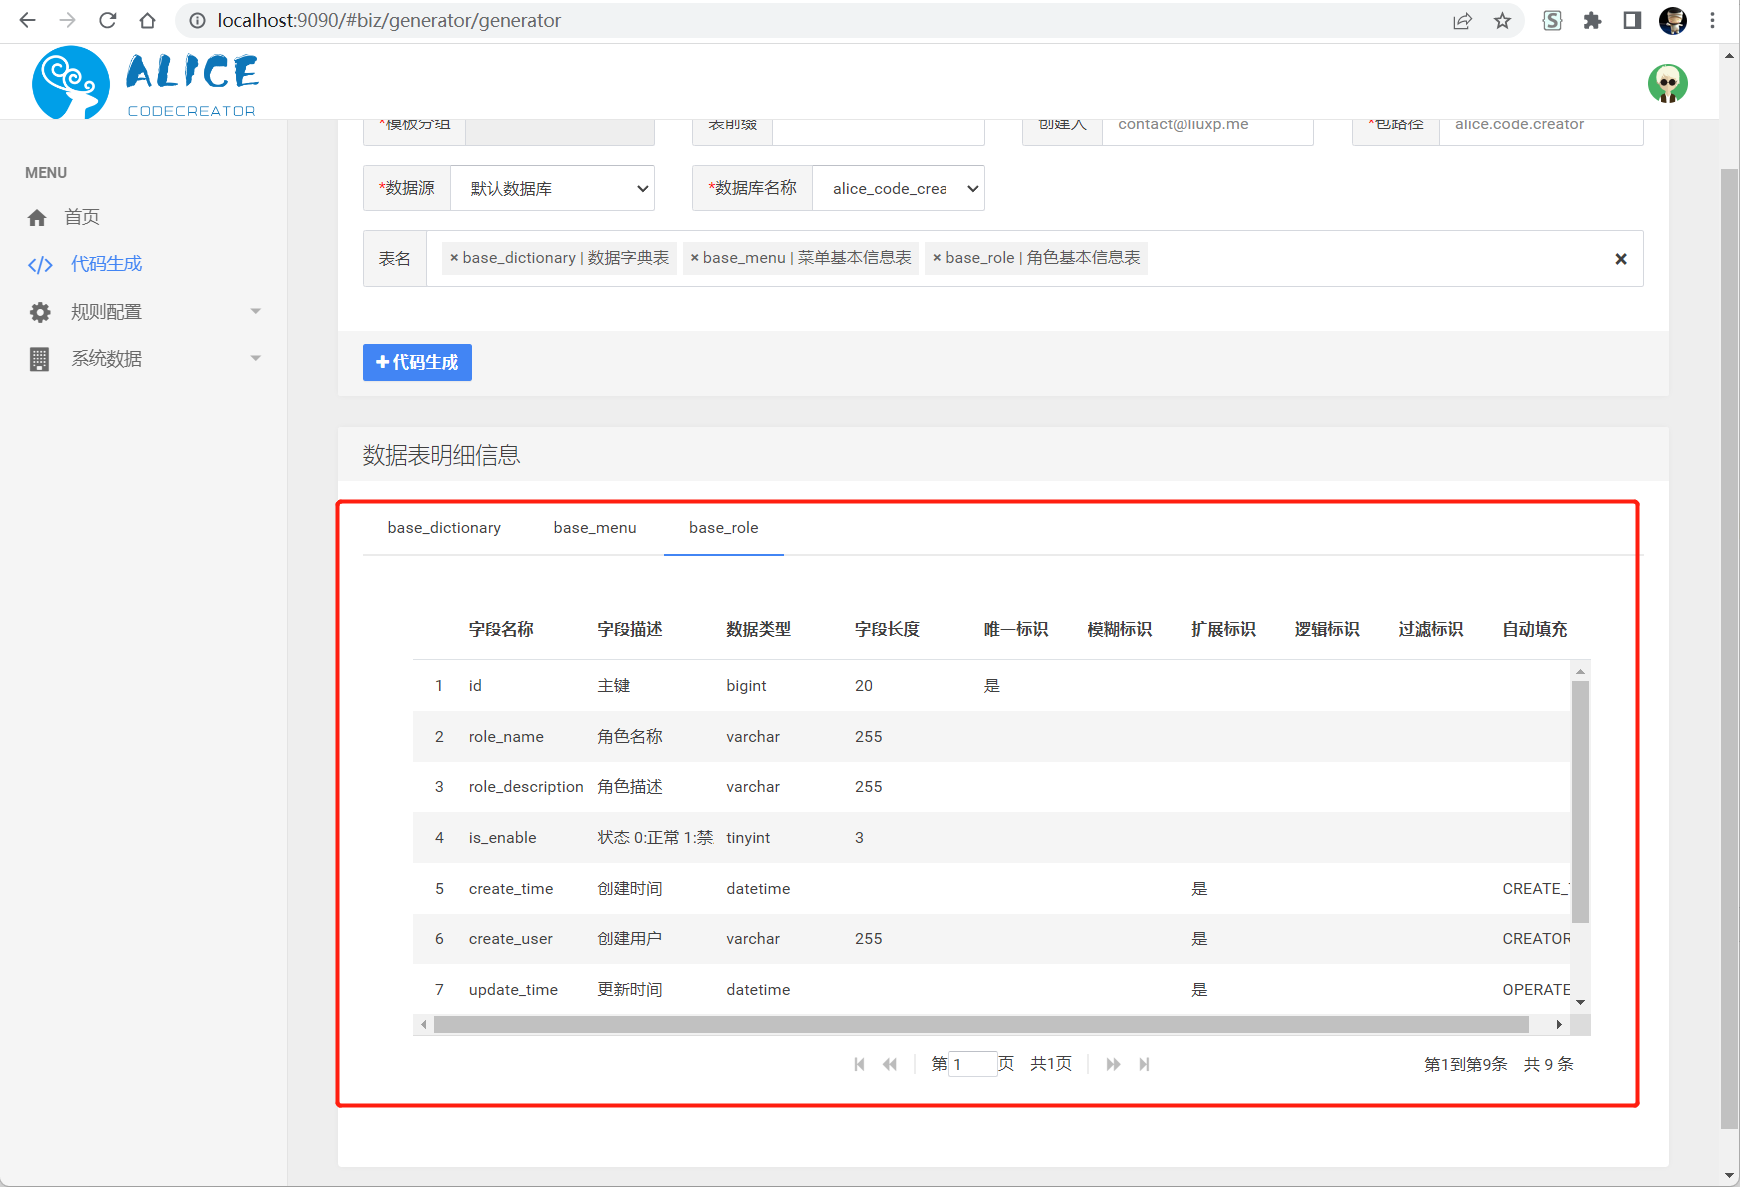 localhost:9090/#biz/generator/generator
ALICE
CODECREATOR
MENU
首页
代码生成
规则配置
系统数据
*模板分组
表前缀
创建人 contact@liuxp.me
*包路径 alice.code.creator
*数据源 默认数据库
*数据库名称 alice_code_crea
表名 × base_dictionary | 数据字典表 × base_menu | 菜单基本信息表 × base_role | 角色基本信息表 ×
+代码生成
数据表明细信息
base_dictionary base_menu base_role
字段名称 字段描述 数据类型 字段长度 唯一标识 模糊标识 扩展标识 逻辑标识 过滤标识 自动填充
1 id 主键 bigint 20 是
2 role_name 角色名称 varchar 255
3 role_description 角色描述 varchar 255
4 is_enable 状态 0:正常 1:禁 tinyint 3
5 create_time 创建时间 datetime 是 CREATE_
6 create_user 创建用户 varchar 255 是 CREATOR
7 update_time 更新时间 datetime 是 OPERATE
第 1 页 共1页 第1到第9条 共 9 条